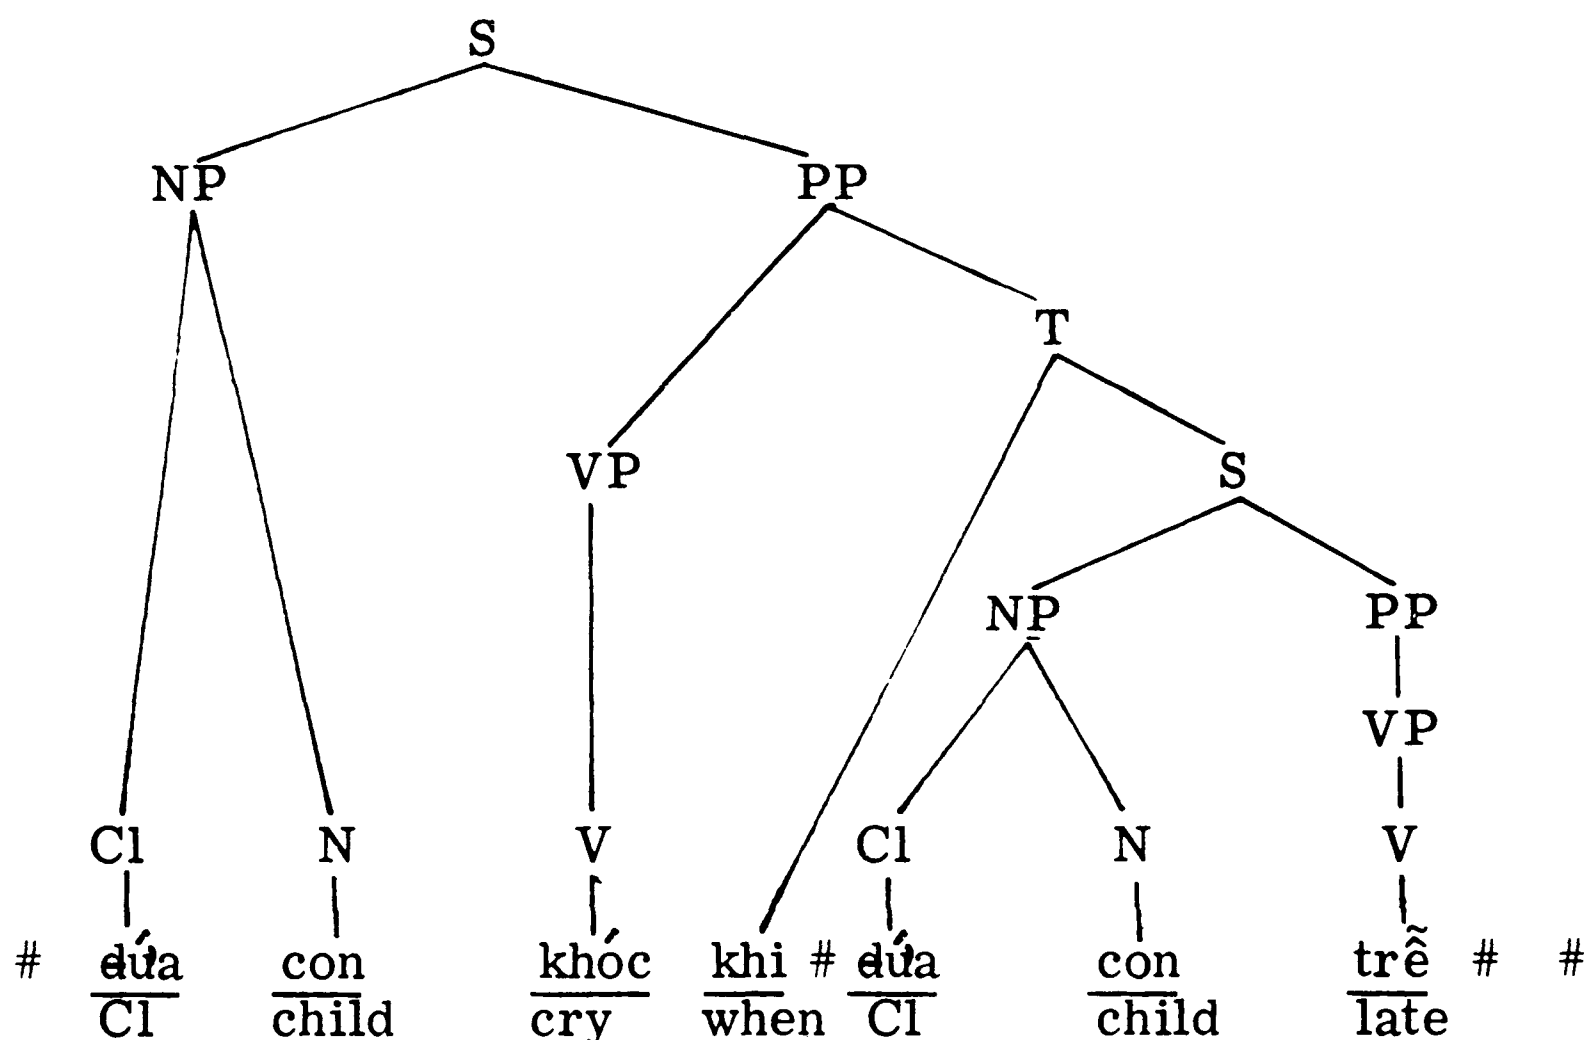 S
NP PP
T
VP S
NP PP
VP
Cl N V Cl N V
# đứa con khóc khi # đứa con trễ # #
Cl child cry when Cl child late